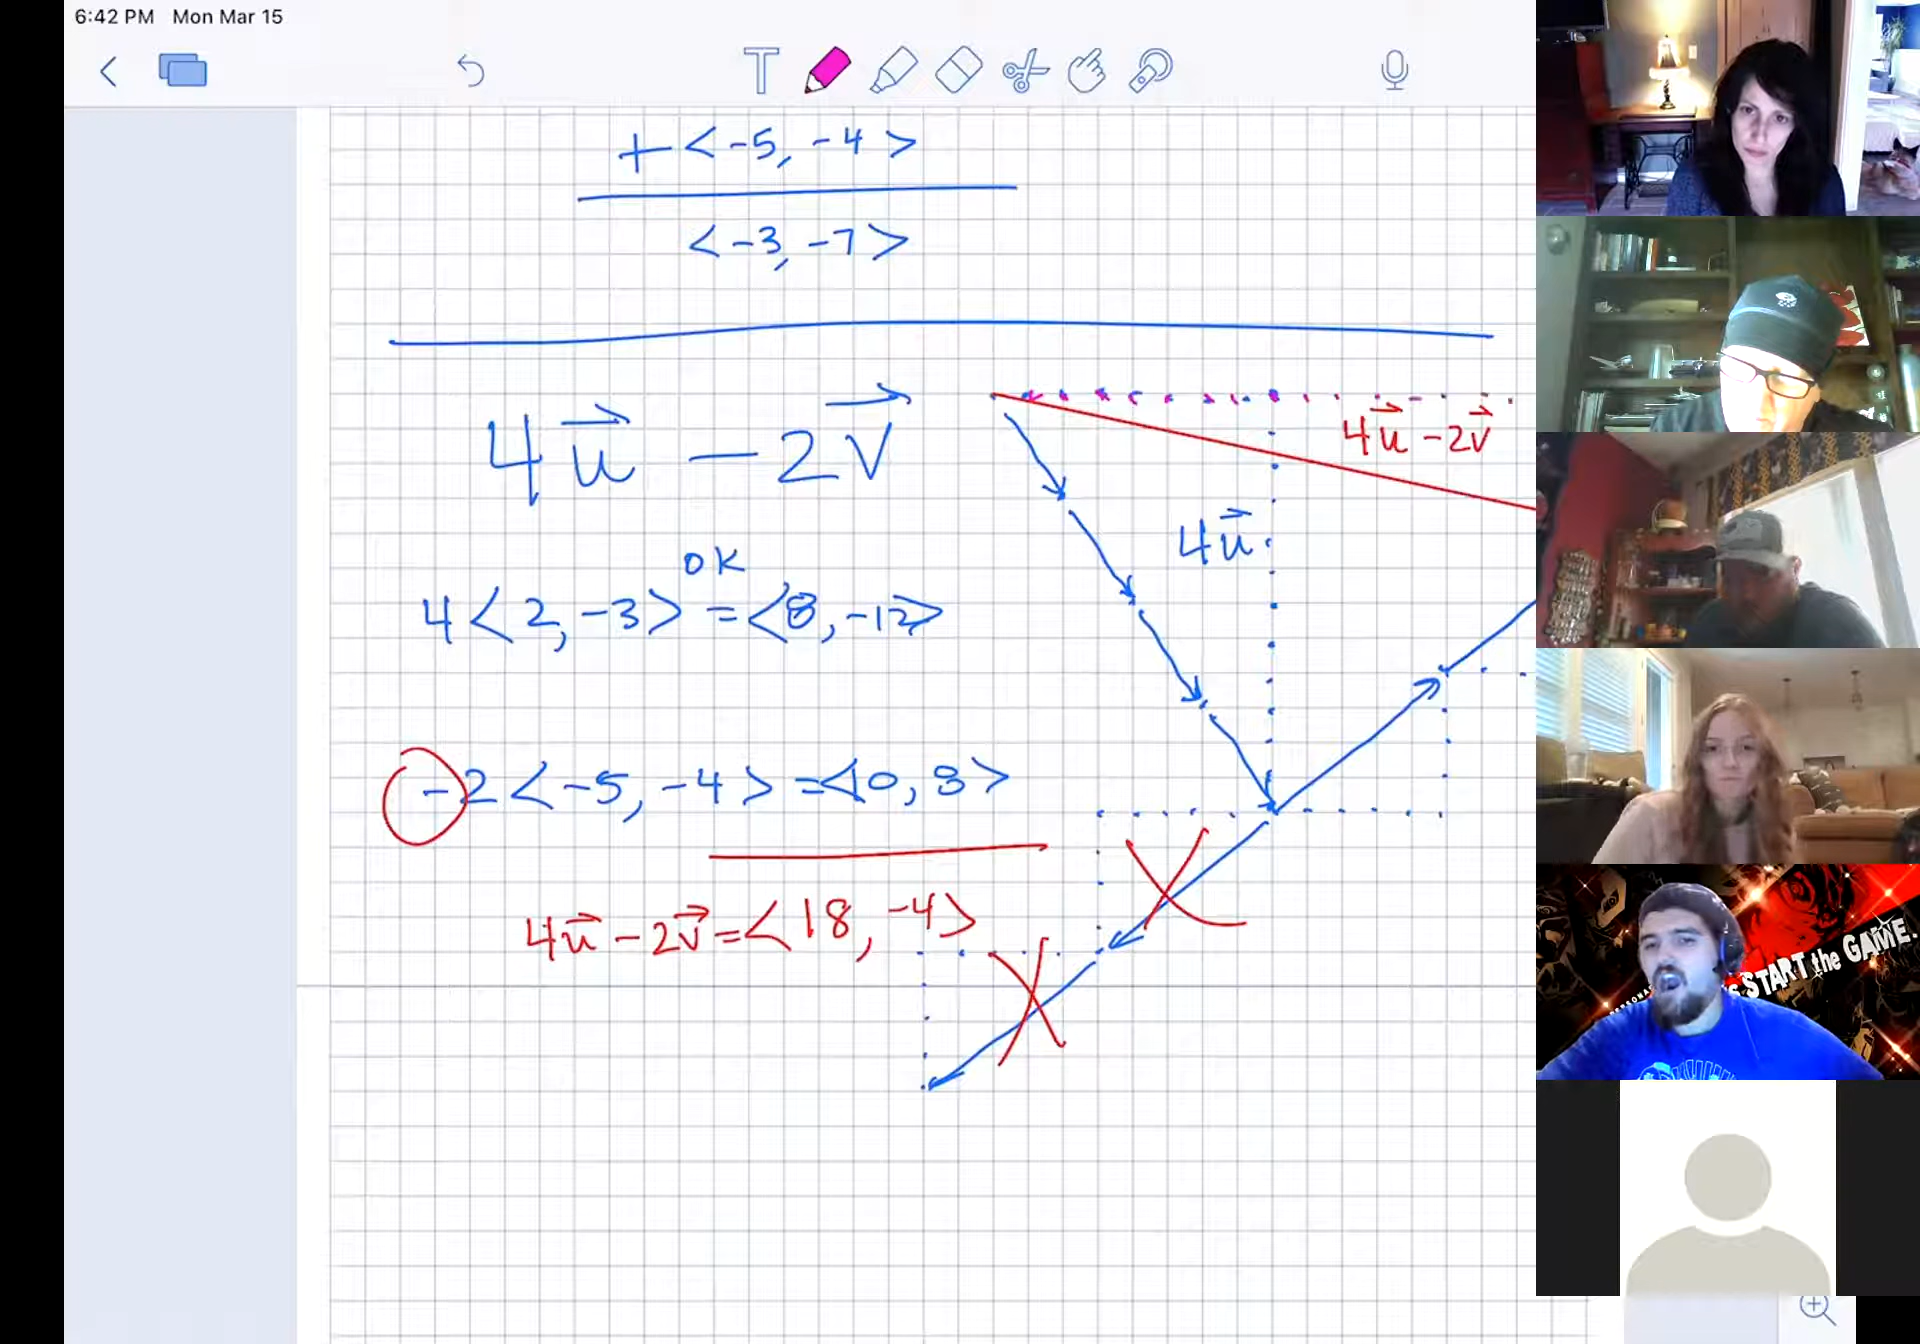 6:42 PM Mon Mar 15
T
+ < -5, -4 >
< -3, -7 >
4u⃗ - 2v⃗
4u⃗ - 2v⃗
4u⃗
OK
4 < 2, -3 > = < 8, -12 >
-2 < -5, -4 > = <10, 8 >
4u⃗ - 2v⃗ = < 18, -4 >
START the GAME.